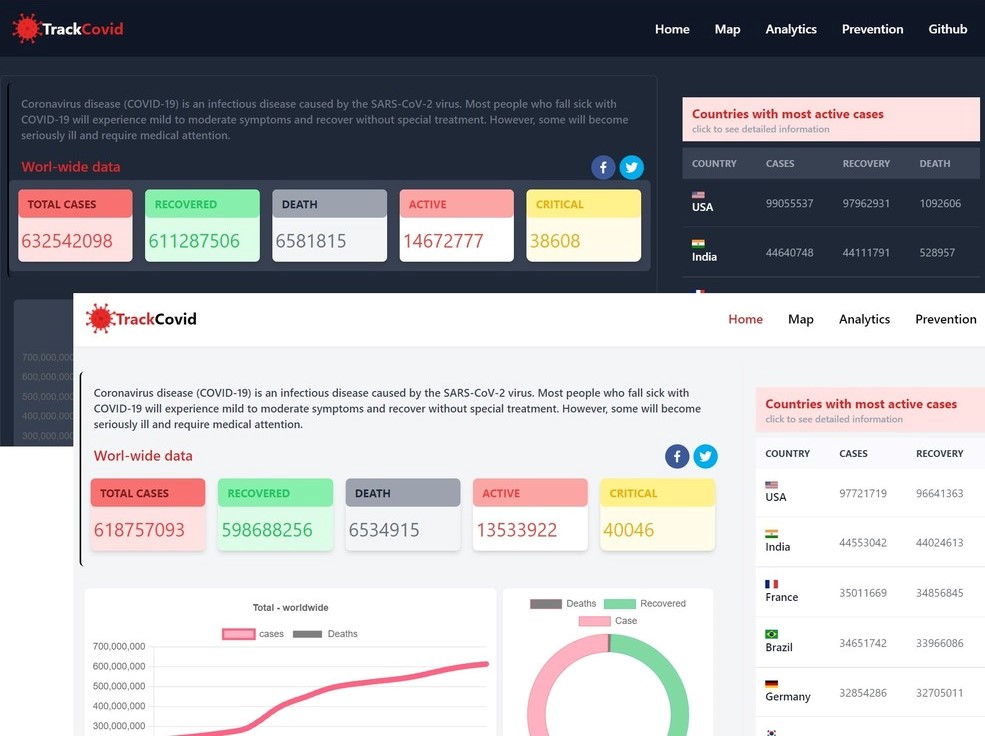 TrackCovid
Home Map Analytics Prevention Github
Coronavirus disease (COVID-19) is an infectious disease caused by the SARS-CoV-2 virus. Most people who fall sick with
COVID-19 will experience mild to moderate symptoms and recover without special treatment. However, some will become
seriously ill and require medical attention.
Worl-wide data
TOTAL CASES RECOVERED DEATH ACTIVE CRITICAL
632542098 611287506 6581815 14672777 38608
Countries with most active cases
click to see detailed information
COUNTRY CASES RECOVERY DEATH
USA 99055537 97962931 1092606
India 44640748 44111791 528957
700,000,000
600,000,000
500,000,000
400,000,000
300,000,000
TrackCovid
Home Map Analytics Prevention
Coronavirus disease (COVID-19) is an infectious disease caused by the SARS-CoV-2 virus. Most people who fall sick with
COVID-19 will experience mild to moderate symptoms and recover without special treatment. However, some will become
seriously ill and require medical attention.
Worl-wide data
TOTAL CASES RECOVERED DEATH ACTIVE CRITICAL
618757093 598688256 6534915 13533922 40046
Total - worldwide
cases Deaths
700,000,000
600,000,000
500,000,000
400,000,000
300,000,000
Deaths Recovered
Case
Countries with most active cases
click to see detailed information
COUNTRY CASES RECOVERY
USA 97721719 96641363
India 44553042 44024613
France 35011669 34856845
Brazil 34651742 33966086
Germany 32854286 32705011